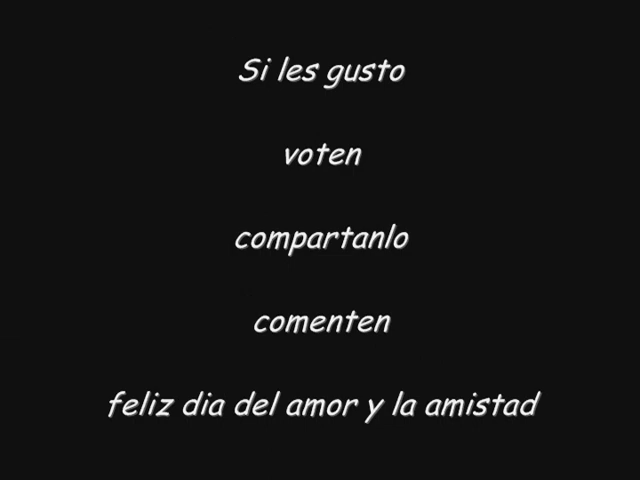 Si les gusto
voten
compartanlo
comenten
feliz dia del amor y la amistad